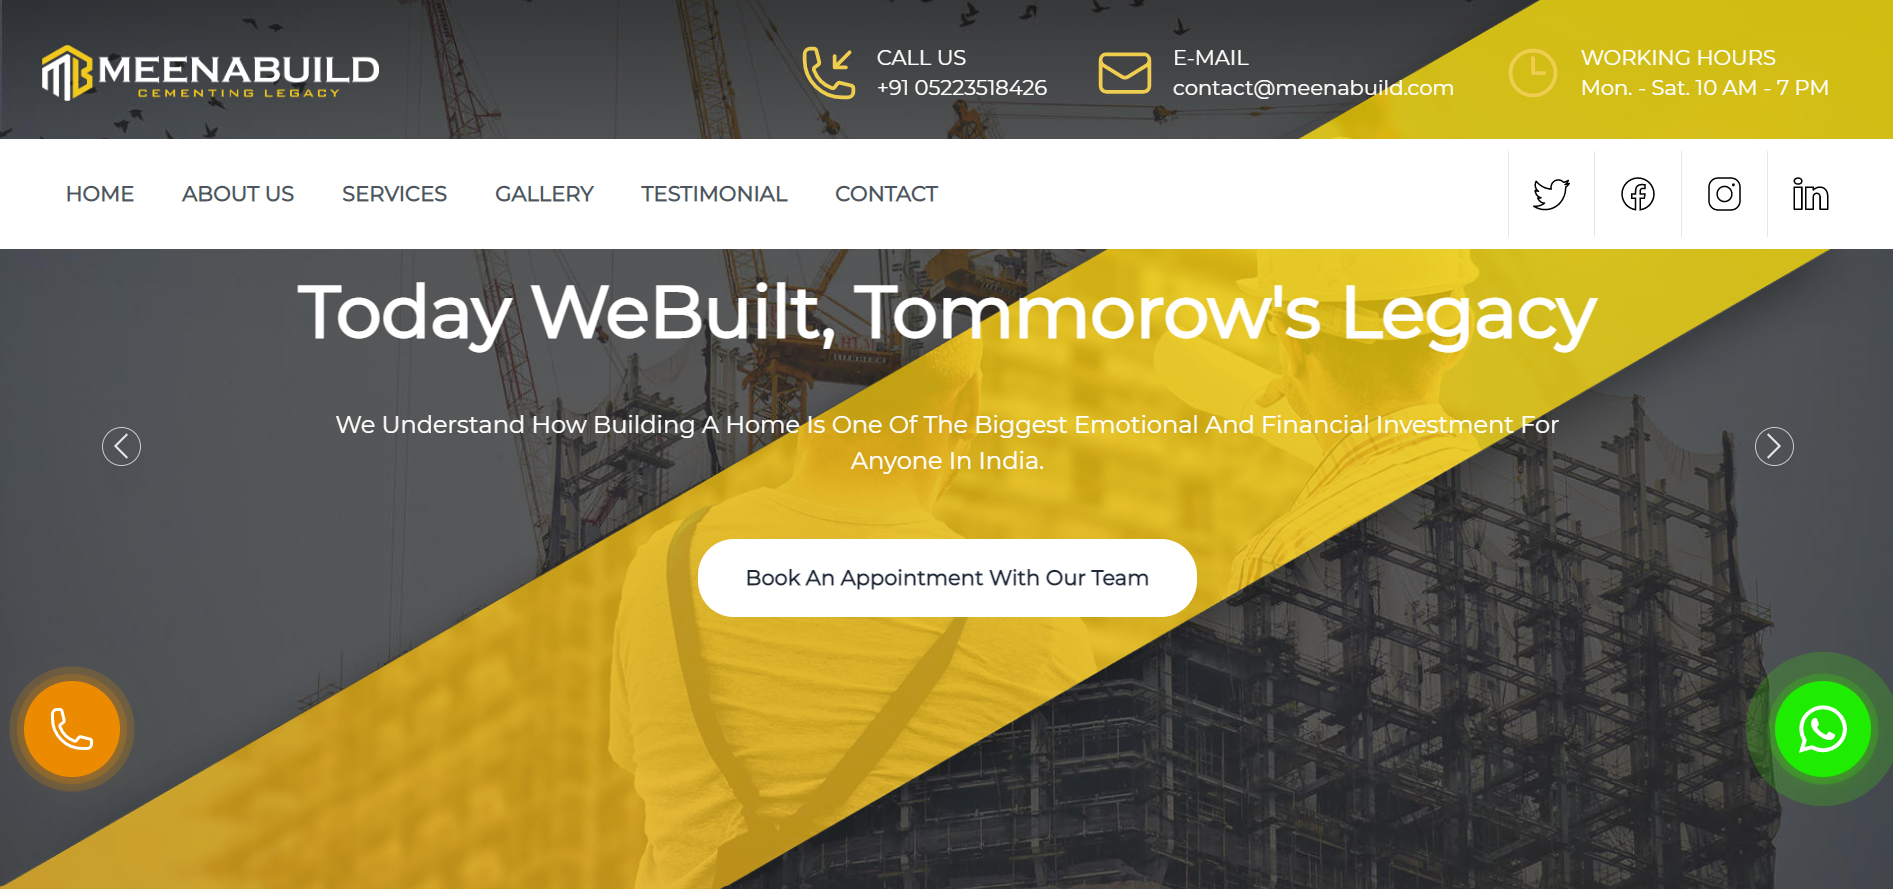 MEENABUILD
CEMENTING LEGACY
CALL US
+91 05223518426
E-MAIL
contact@meenabuild.com
WORKING HOURS
Mon. - Sat. 10 AM - 7 PM
HOME ABOUT US SERVICES GALLERY TESTIMONIAL CONTACT
Today WeBuilt, Tommorow's Legacy
We Understand How Building A Home Is One Of The Biggest Emotional And Financial Investment For
Anyone In India.
Book An Appointment With Our Team